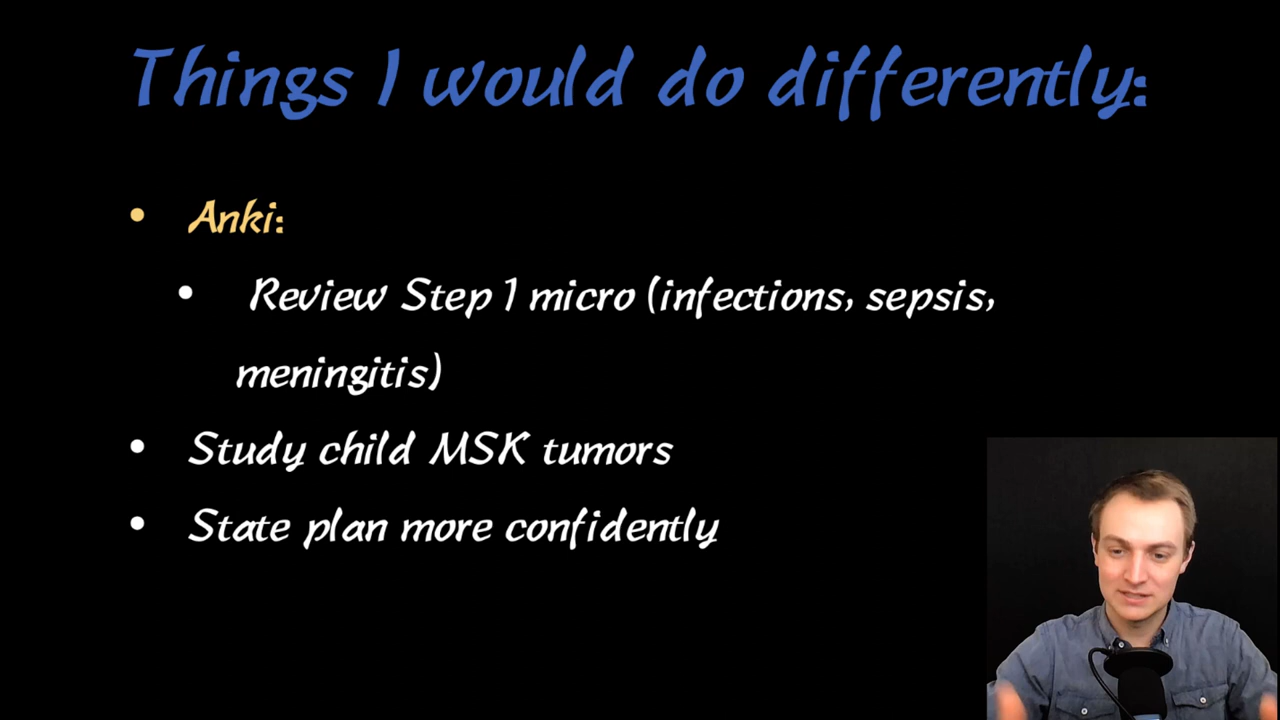 Things I would do differently:
• Anki:
• Review Step 1 micro (infections, sepsis,
meningitis)
• Study child MSK tumors
• State plan more confidently